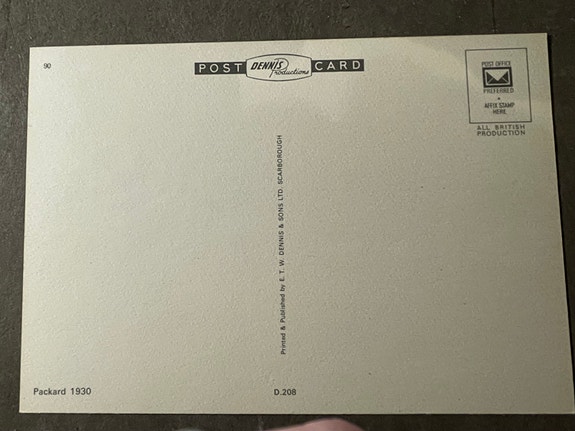 90
POST DENNIS Productions CARD
POST OFFICE
PREFERRED
AFFIX STAMP
HERE
ALL BRITISH
PRODUCTION
Printed & Published by E. T. W. DENNIS & SONS LTD. SCARBOROUGH
Packard 1930
D.208